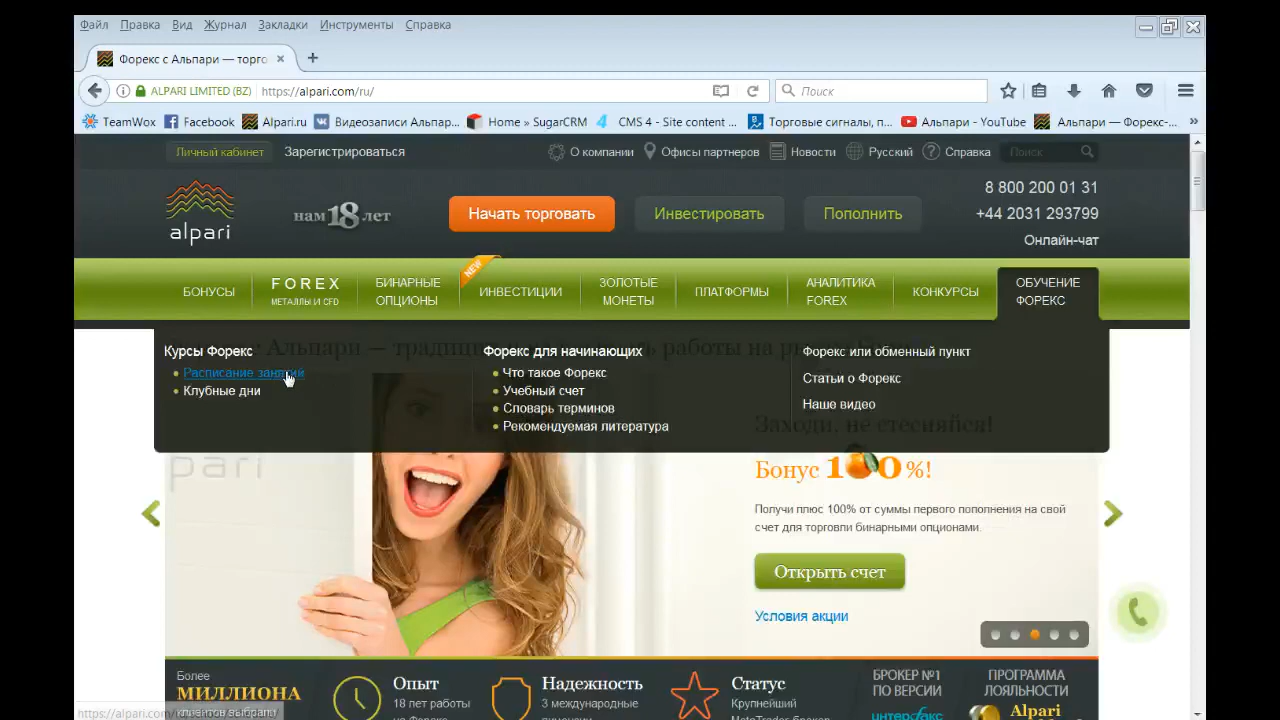 Файл Правка Вид Журнал Закладки Инструменты Справка
Форекс с Альпари — торго
ALPARI LIMITED (BZ) https://alpari.com/ru/ Поиск
TeamWox Facebook Alpari.ru Видеозаписи Альпар... Home » SugarCRM CMS 4 - Site content ... Торговые сигналы, п... Альпари - YouTube Альпари — Форекс-...
Личный кабинет Зарегистрироваться О компании Офисы партнеров Новости Русский Справка Поиск
8 800 200 01 31
alpari нам 18 лет Начать торговать Инвестировать Пополнить +44 2031 293799
Онлайн-чат
NEW
БОНУСЫ FOREX МЕТАЛЛЫ И CFD БИНАРНЫЕ ОПЦИОНЫ ИНВЕСТИЦИИ ЗОЛОТЫЕ МОНЕТЫ ПЛАТФОРМЫ АНАЛИТИКА FOREX КОНКУРСЫ ОБУЧЕНИЕ ФОРЕКС
Альпари — на
Курсы Форекс
Расписание занятий
Клубные дни
Форекс для начинающих
Что такое Форекс
Учебный счет
Словарь терминов
Рекомендуемая литература
Форекс или обменный пункт
Статьи о Форекс
Наше видео
Заходи, не стесняйся!
pari
Бонус 100%!
Получи плюс 100% от суммы первого пополнения на свой
счет для торговли бинарными опционами.
Открыть счет
Условия акции
Более
МИЛЛИОНА
Опыт
18 лет работы
Надежность
3 международные
Статус
Крупнейший
БРОКЕР №1
ПО ВЕРСИИ
интерфакс
ПРОГРАММА
ЛОЯЛЬНОСТИ
Alpari
https://alpari.com/